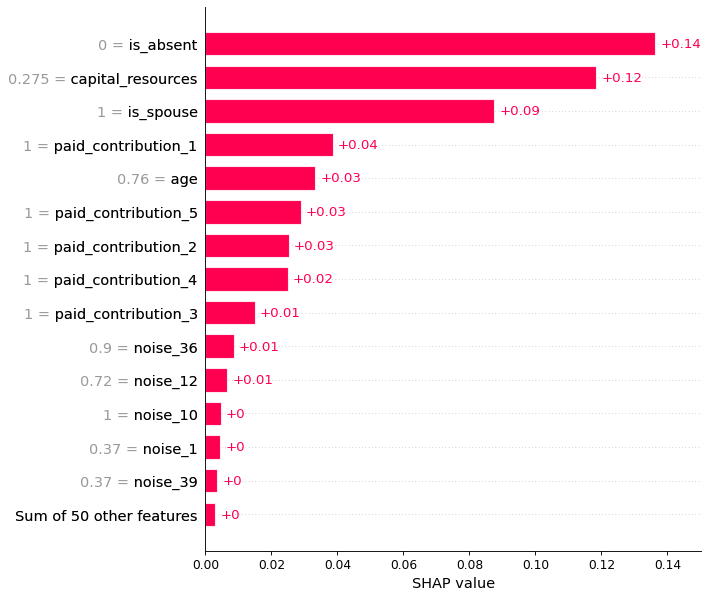 0 = is_absent +0.14
0.275 = capital_resources +0.12
1 = is_spouse +0.09
1 = paid_contribution_1 +0.04
0.76 = age +0.03
1 = paid_contribution_5 +0.03
1 = paid_contribution_2 +0.03
1 = paid_contribution_4 +0.02
1 = paid_contribution_3 +0.01
0.9 = noise_36 +0.01
0.72 = noise_12 +0.01
1 = noise_10 +0
0.37 = noise_1 +0
0.37 = noise_39 +0
Sum of 50 other features +0
0.00 0.02 0.04 0.06 0.08 0.10 0.12 0.14
SHAP value